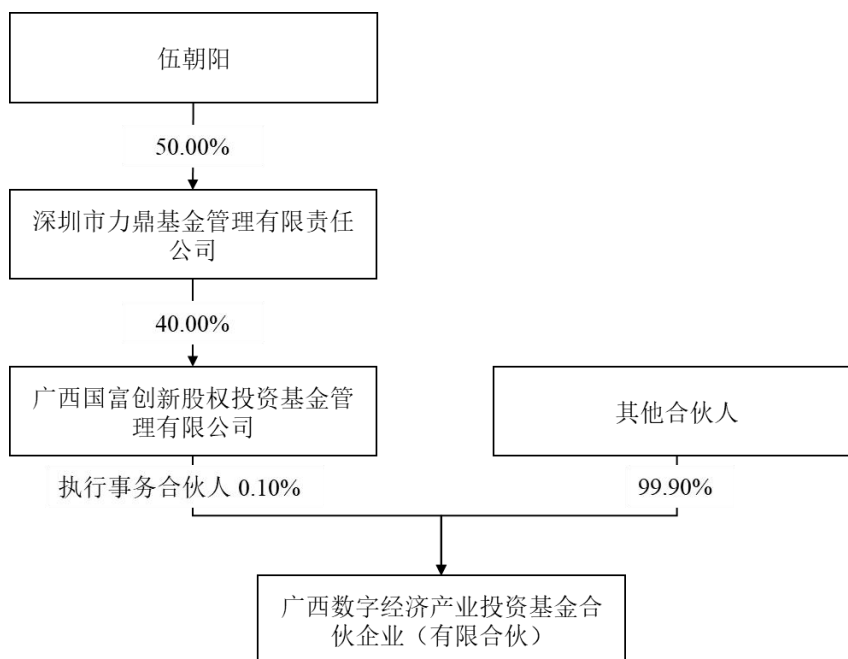 伍朝阳
50.00%
深圳市力鼎基金管理有限责任
公司
40.00%
广西国富创新股权投资基金管
理有限公司
其他合伙人
执行事务合伙人 0.10%
99.90%
广西数字经济产业投资基金合
伙企业（有限合伙）